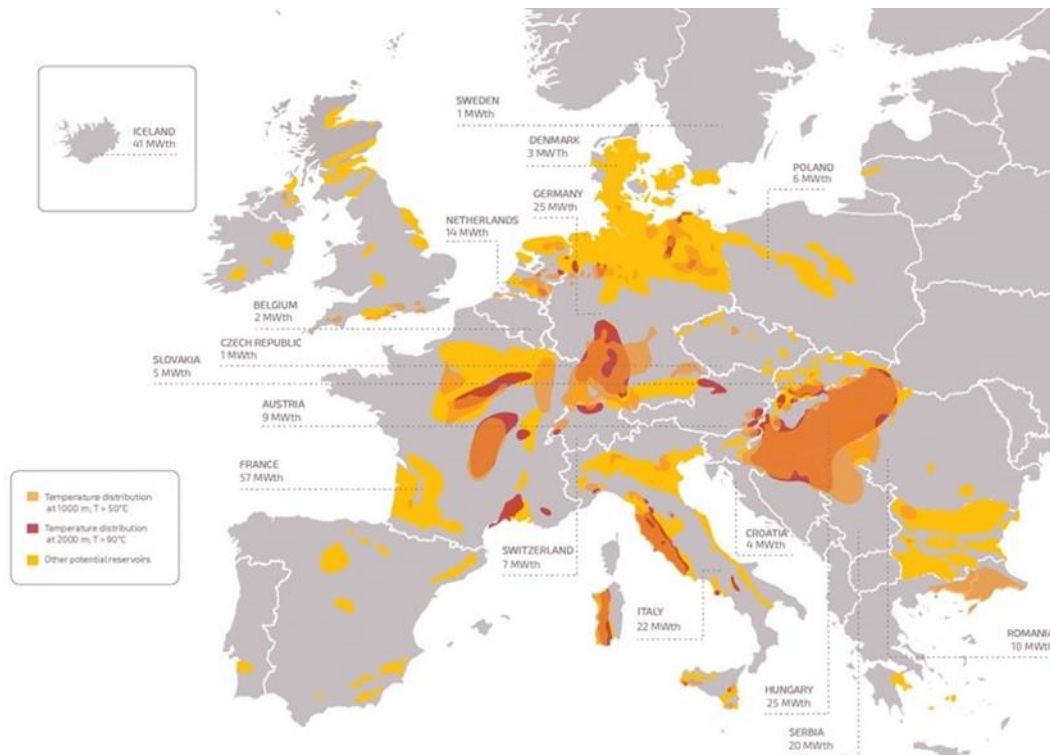 ICELAND
41 MWth
SWEDEN
1 MWth
DENMARK
3 MWTh
GERMANY
25 MWth
POLAND
6 MWth
NETHERLANDS
14 MWth
BELGIUM
2 MWth
CZECH REPUBLIC
1 MWth
SLOVAKIA
5 MWth
AUSTRIA
9 MWth
FRANCE
57 MWth
Temperature distribution
at 1000 m; T > 50°C
Temperature distribution
at 2000 m; T > 90°C
Other potential reservoirs
SWITZERLAND
7 MWth
CROATIA
4 MWth
ITALY
22 MWth
ROMANIA
10 MWth
HUNGARY
25 MWth
SERBIA
20 MWth